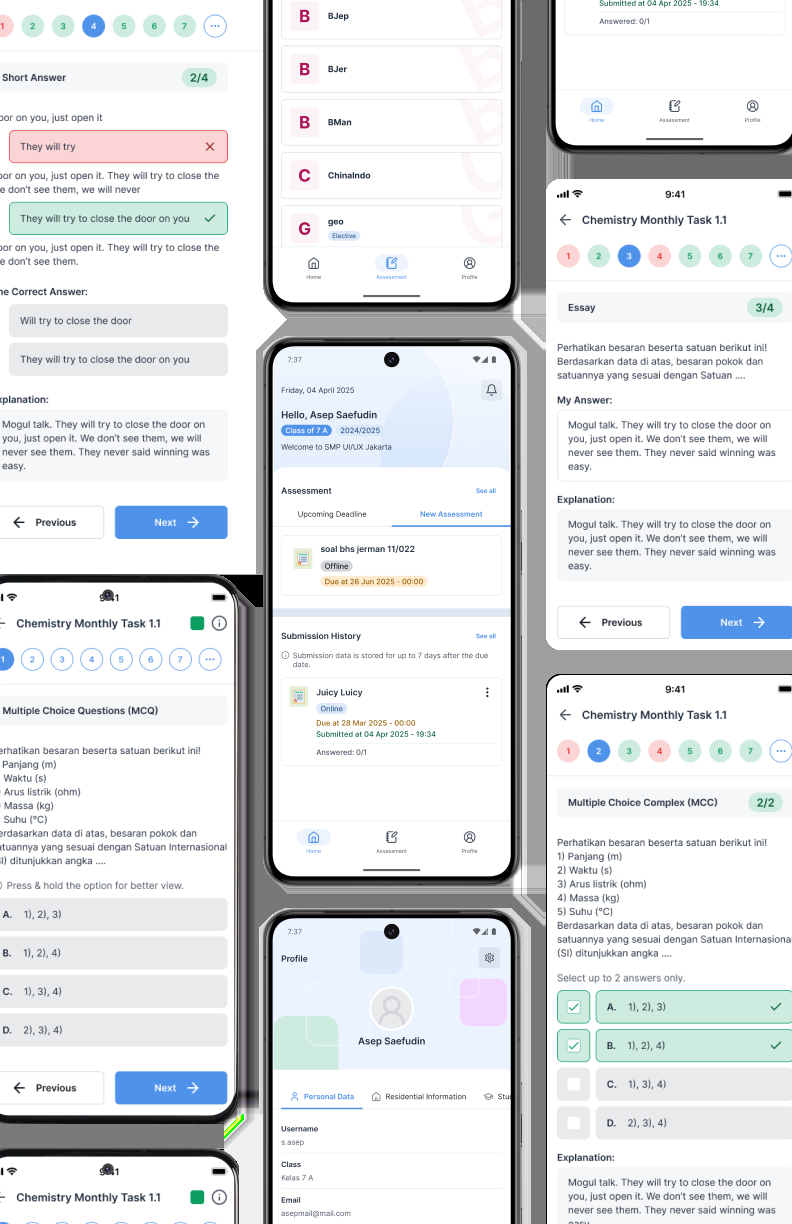 1 2 3 4 5 6 7
Short Answer 2/4
oor on you, just open it
They will try
oor on you, just open it. They will try to close the
e don't see them, we will never
They will try to close the door on you
oor on you, just open it. They will try to close the
e don't see them.
ne Correct Answer:
Will try to close the door
They will try to close the door on you
xplanation:
Mogul talk. They will try to close the door on
you, just open it. We don't see them, we will
never see them. They never said winning was
easy.
Previous Next
9:41
Chemistry Monthly Task 1.1
1 2 3 4 5 6 7
Multiple Choice Questions (MCQ)
erhatikan besaran beserta satuan berikut ini!
Panjang (m)
Waktu (s)
Arus listrik (ohm)
Massa (kg)
Suhu (°C)
erdasarkan data di atas, besaran pokok dan
atuannya yang sesuai dengan Satuan Internasional
SI) ditunjukkan angka ....
Press & hold the option for better view.
A. 1), 2), 3)
B. 1), 2), 4)
C. 1), 3), 4)
D. 2), 3), 4)
Previous Next
9:41
Chemistry Monthly Task 1.1
B BJep
B BJer
B BMan
C ChinaIndo
G geo
Elective
Home Assessment Profile
7:37
Friday, 04 April 2025
Hello, Asep Saefudin
Class of 7 A 2024/2025
Welcome to SMP UI/UX Jakarta
Assessment See all
Upcoming Deadline New Assessment
soal bhs jerman 11/022
Offline
Due at 26 Jun 2025 - 00:00
Submission History See all
Submission data is stored for up to 7 days after the due
date.
Juicy Luicy
Online
Due at 28 Mar 2025 - 00:00
Submitted at 04 Apr 2025 - 19:34
Answered: 0/1
Home Assessment Profile
7:37
Profile
Asep Saefudin
Personal Data Residential Information Stu
Username
s.asep
Class
Kelas 7 A
Email
asepmail@mail.com
Submitted at 04 Apr 2025 - 19:34
Answered: 0/1
Home Assessment Profile
9:41
Chemistry Monthly Task 1.1
1 2 3 4 5 6 7
Essay 3/4
Perhatikan besaran beserta satuan berikut ini!
Berdasarkan data di atas, besaran pokok dan
satuannya yang sesuai dengan Satuan ....
My Answer:
Mogul talk. They will try to close the door on
you, just open it. We don't see them, we will
never see them. They never said winning was
easy.
Explanation:
Mogul talk. They will try to close the door on
you, just open it. We don't see them, we will
never see them. They never said winning was
easy.
Previous Next
9:41
Chemistry Monthly Task 1.1
1 2 3 4 5 6 7
Multiple Choice Complex (MCC) 2/2
Perhatikan besaran beserta satuan berikut ini!
1) Panjang (m)
2) Waktu (s)
3) Arus listrik (ohm)
4) Massa (kg)
5) Suhu (°C)
Berdasarkan data di atas, besaran pokok dan
satuannya yang sesuai dengan Satuan Internasional
(SI) ditunjukkan angka ....
Select up to 2 answers only.
A. 1), 2), 3)
B. 1), 2), 4)
C. 1), 3), 4)
D. 2), 3), 4)
Explanation:
Mogul talk. They will try to close the door on
you, just open it. We don't see them, we will
never see them. They never said winning was